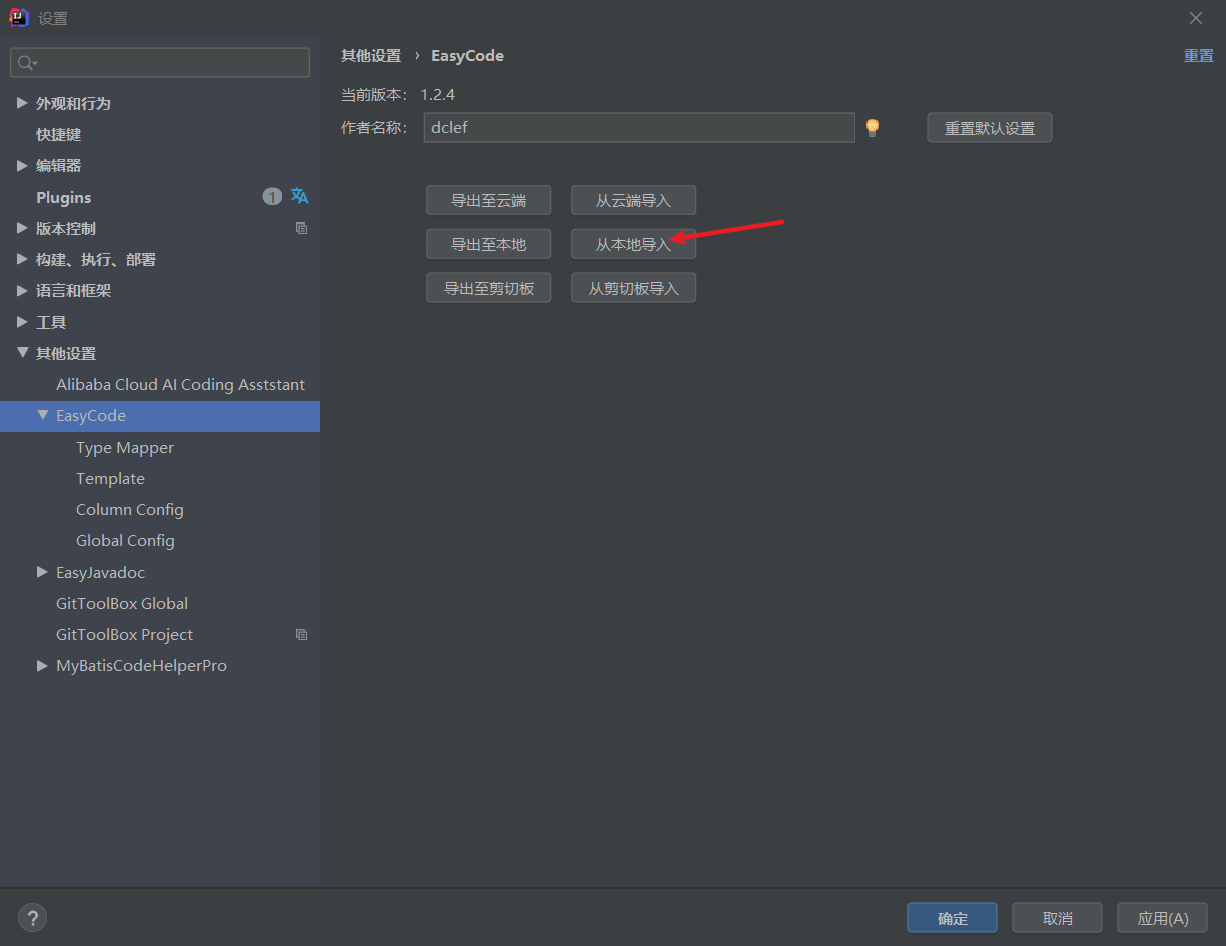 设置
外观和行为
快捷键
编辑器
Plugins 1
版本控制
构建、执行、部署
语言和框架
工具
其他设置
Alibaba Cloud AI Coding Asststant
EasyCode
Type Mapper
Template
Column Config
Global Config
EasyJavadoc
GitToolBox Global
GitToolBox Project
MyBatisCodeHelperPro
其他设置 › EasyCode 重置
当前版本： 1.2.4
作者名称： dclef 重置默认设置
导出至云端 从云端导入
导出至本地 从本地导入
导出至剪切板 从剪切板导入
? 确定 取消 应用(A)